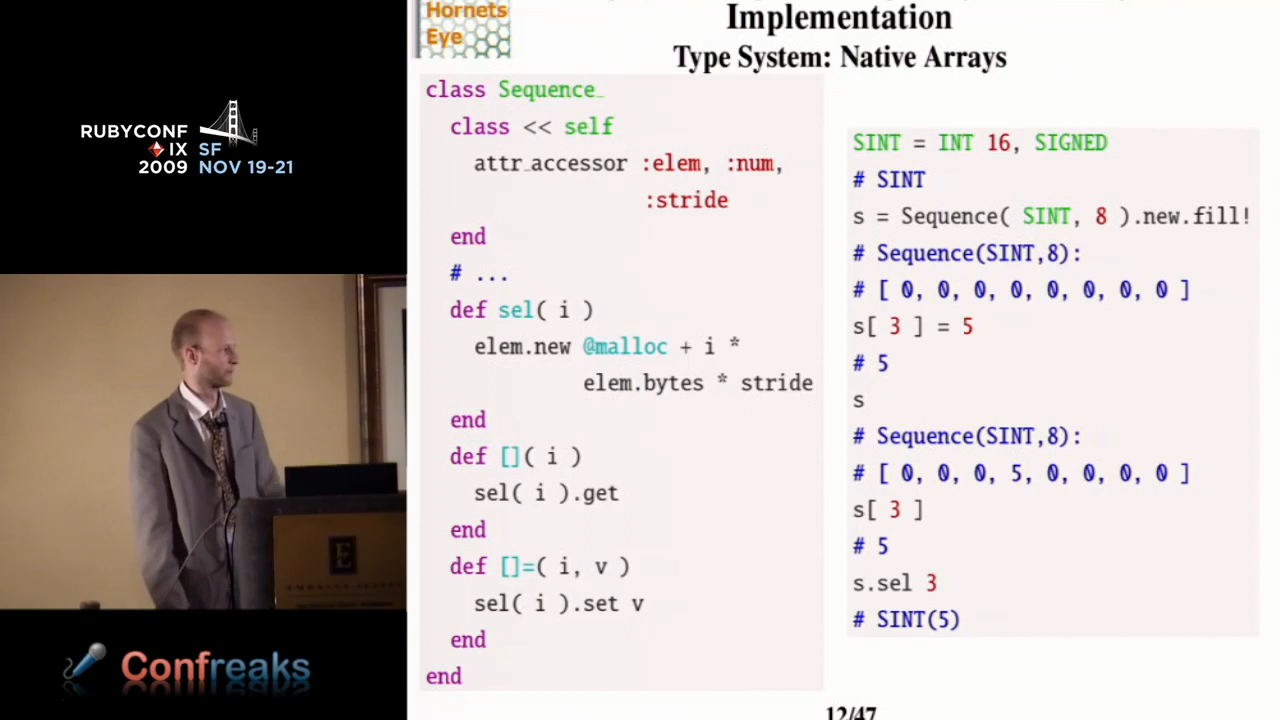 RUBYCONF
IX SF
2009 NOV 19-21
Confreaks
Hornets
Eye
Implementation
Type System: Native Arrays
class Sequence_
class << self
attr_accessor :elem, :num,
:stride
end
# ...
def sel( i )
elem.new @malloc + i *
elem.bytes * stride
end
def []( i )
sel( i ).get
end
def []=( i, v )
sel( i ).set v
end
end
SINT = INT 16, SIGNED
# SINT
s = Sequence( SINT, 8 ).new.fill!
# Sequence(SINT,8):
# [ 0, 0, 0, 0, 0, 0, 0, 0 ]
s[ 3 ] = 5
# 5
s
# Sequence(SINT,8):
# [ 0, 0, 0, 5, 0, 0, 0, 0 ]
s[ 3 ]
# 5
s.sel 3
# SINT(5)
12/47
E
EMBASSY SUITES